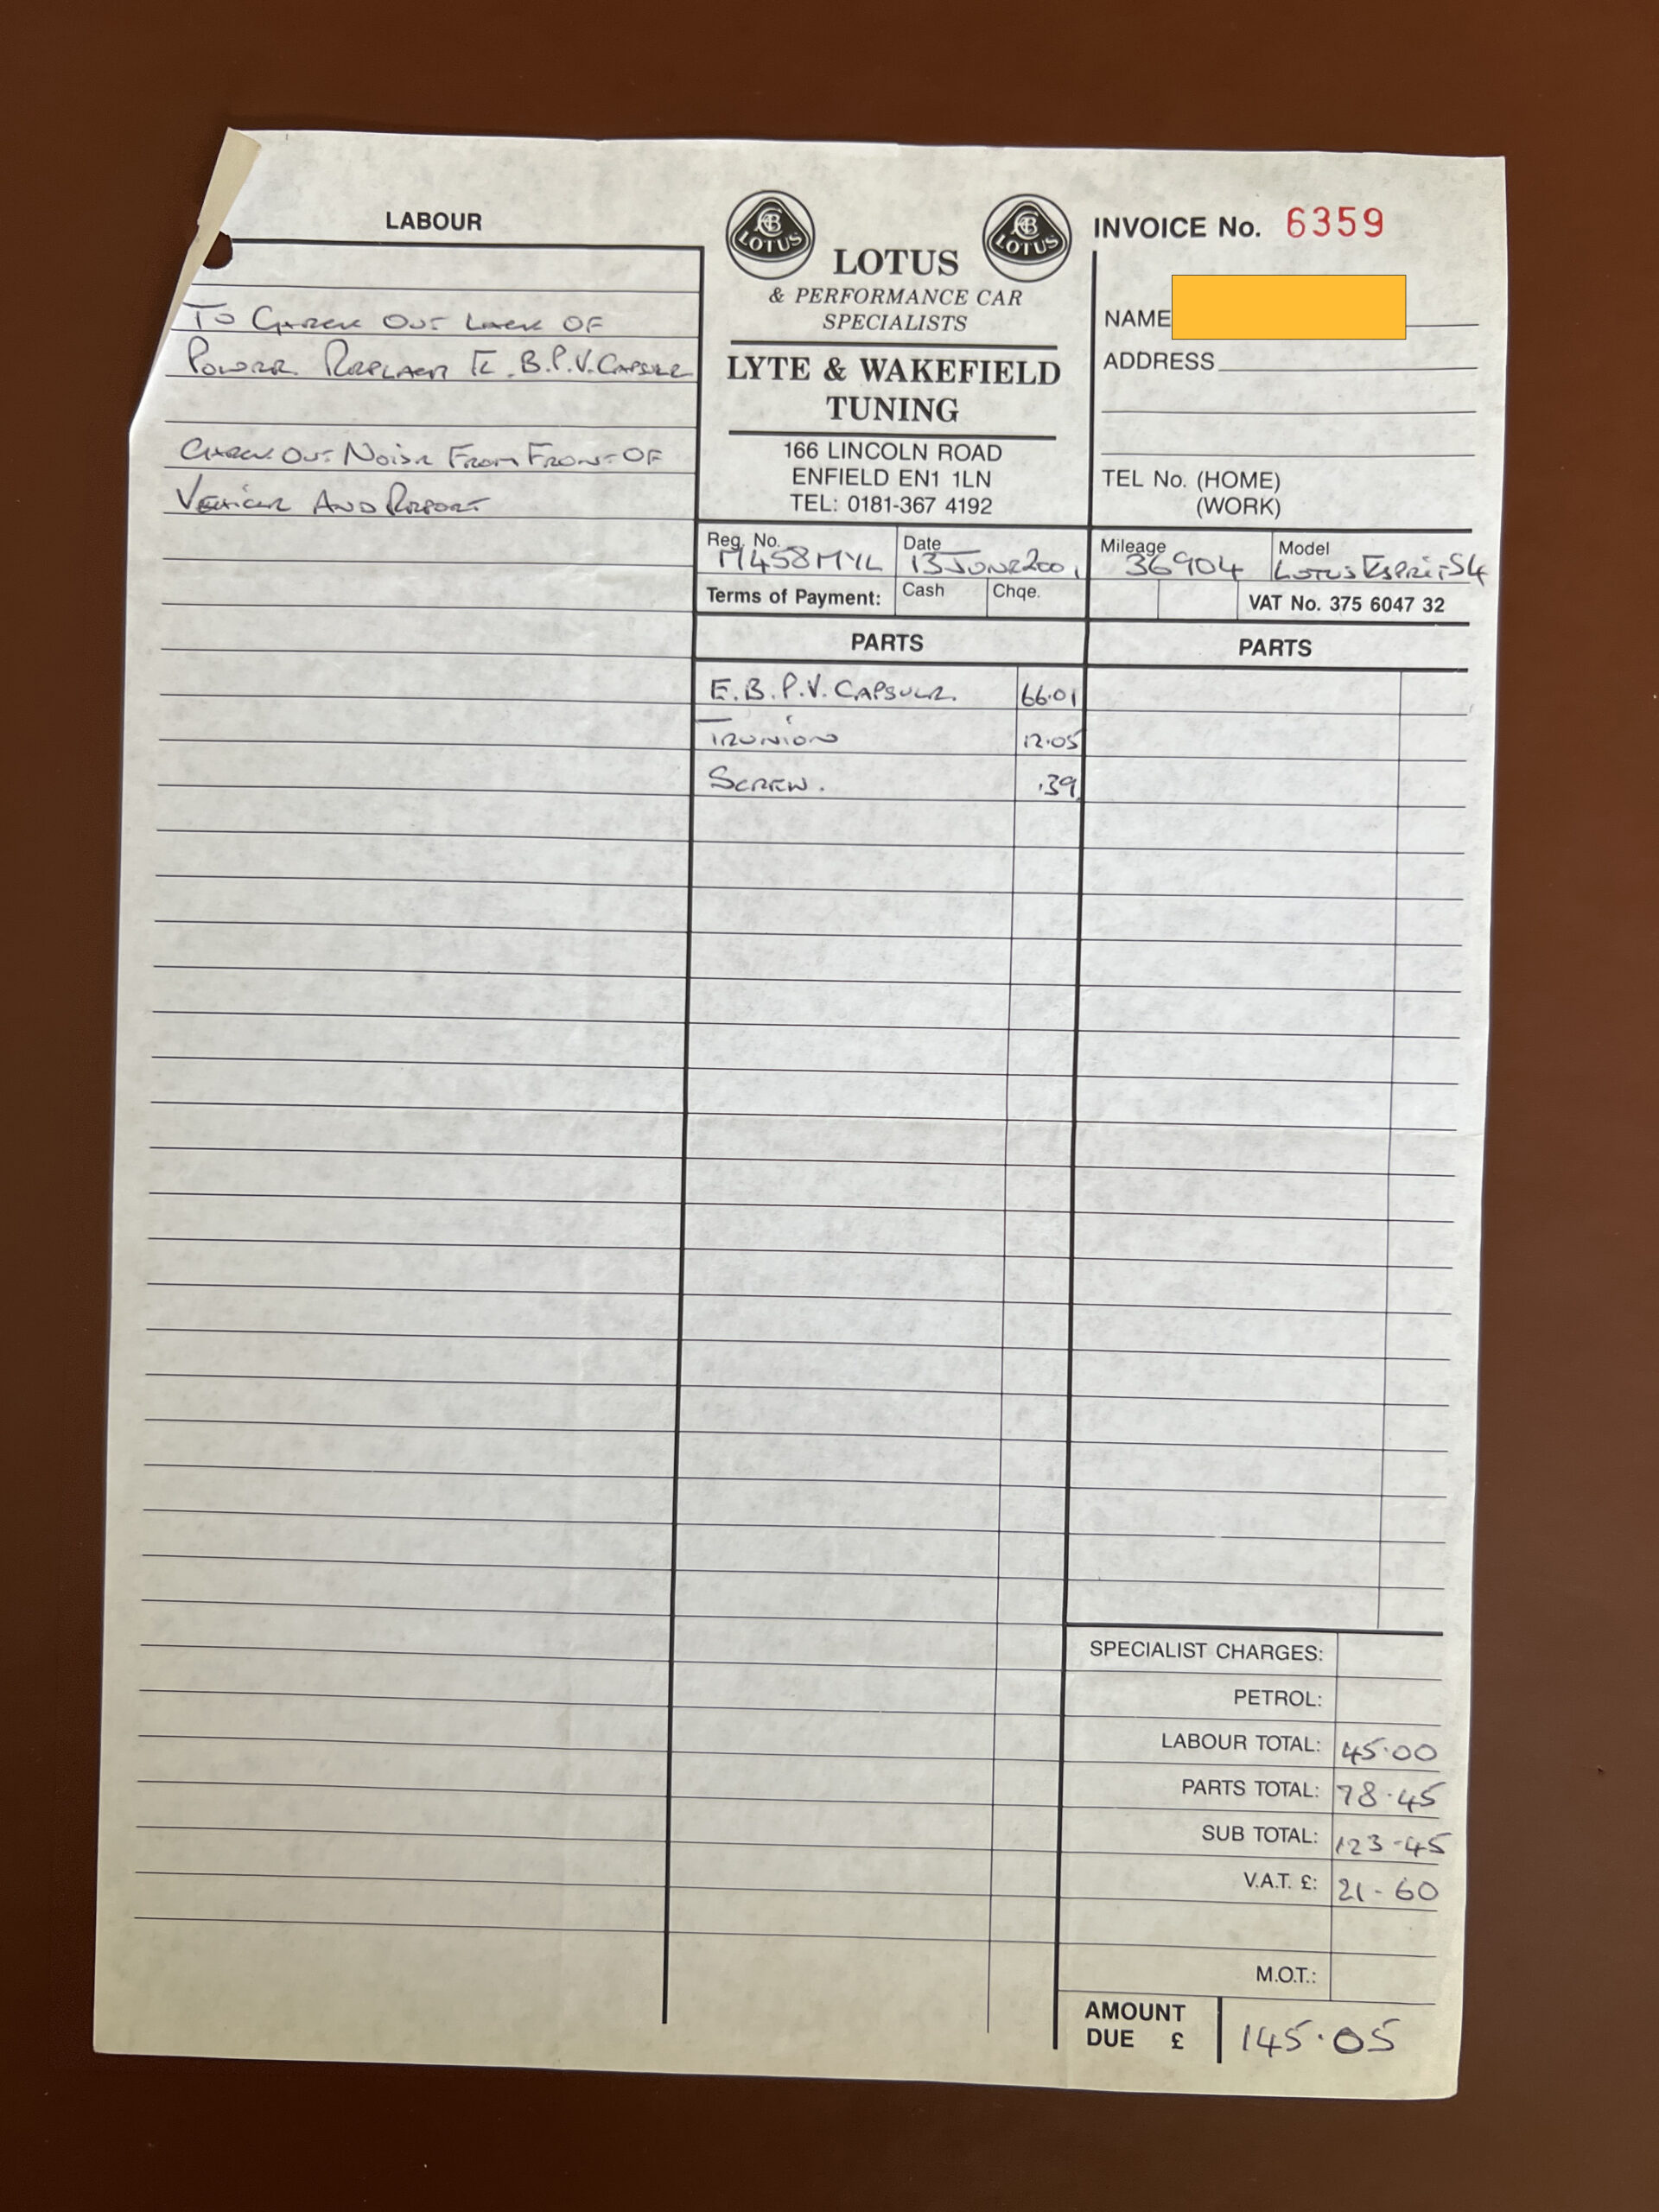 LABOUR
To Check Out Lack Of
Power Replaced E.B.P.V. Capsule
Check Out Noise From Front Of
Vehicle And Report
LOTUS
LOTUS
LOTUS
& PERFORMANCE CAR
SPECIALISTS
LYTE & WAKEFIELD
TUNING
166 LINCOLN ROAD
ENFIELD EN1 1LN
TEL: 0181-367 4192
INVOICE No. 6359
NAME
ADDRESS
TEL No. (HOME)
(WORK)
Reg. No. M458MYL
Date 13 June 2001
Mileage 36904
Model Lotus Esprit S4
Terms of Payment: Cash Chqe.
VAT No. 375 6047 32
PARTS PARTS
E.B.P.V. Capsule 66.01
Trunion 12.05
Screw. .39
SPECIALIST CHARGES:
PETROL:
LABOUR TOTAL: 45.00
PARTS TOTAL: 78.45
SUB TOTAL: 123-45
V.A.T. £: 21-60
M.O.T.:
AMOUNT
DUE £ 145.05